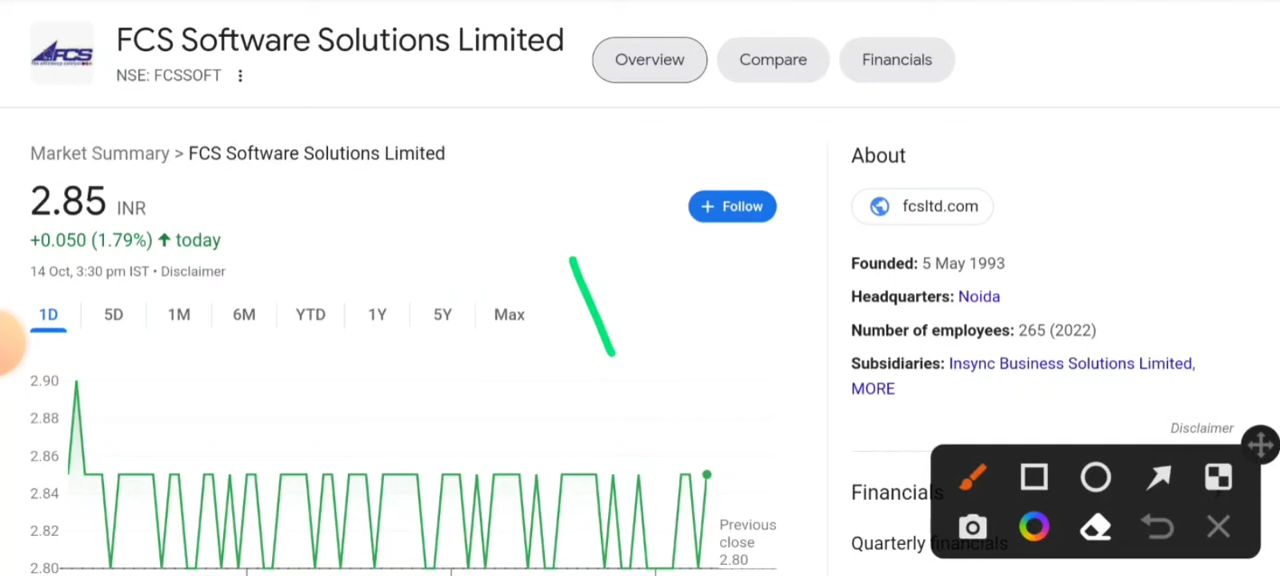 FCS
FCS Software Solutions Limited
NSE: FCSSOFT
Overview
Compare
Financials
Market Summary > FCS Software Solutions Limited
2.85 INR
+0.050 (1.79%) ↑ today
14 Oct, 3:30 pm IST • Disclaimer
+ Follow
1D 5D 1M 6M YTD 1Y 5Y Max
2.90
2.88
2.86
2.84
2.82
2.80
Previous
close
2.80
About
fcsltd.com
Founded: 5 May 1993
Headquarters: Noida
Number of employees: 265 (2022)
Subsidiaries: Insync Business Solutions Limited,
MORE
Disclaimer
Financials
Quarterly financials